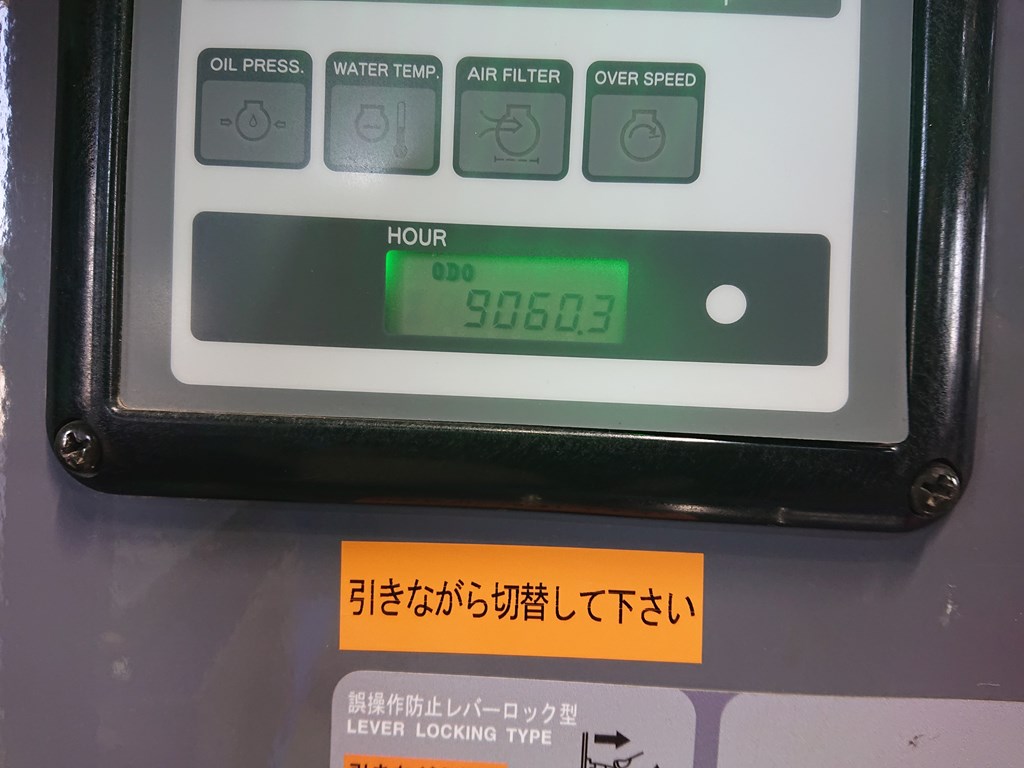 OIL PRESS.
WATER TEMP.
AIR FILTER
OVER SPEED
HOUR
ODO
9060.3
引きながら切替して下さい
誤操作防止レバーロック型
LEVER LOCKING TYPE